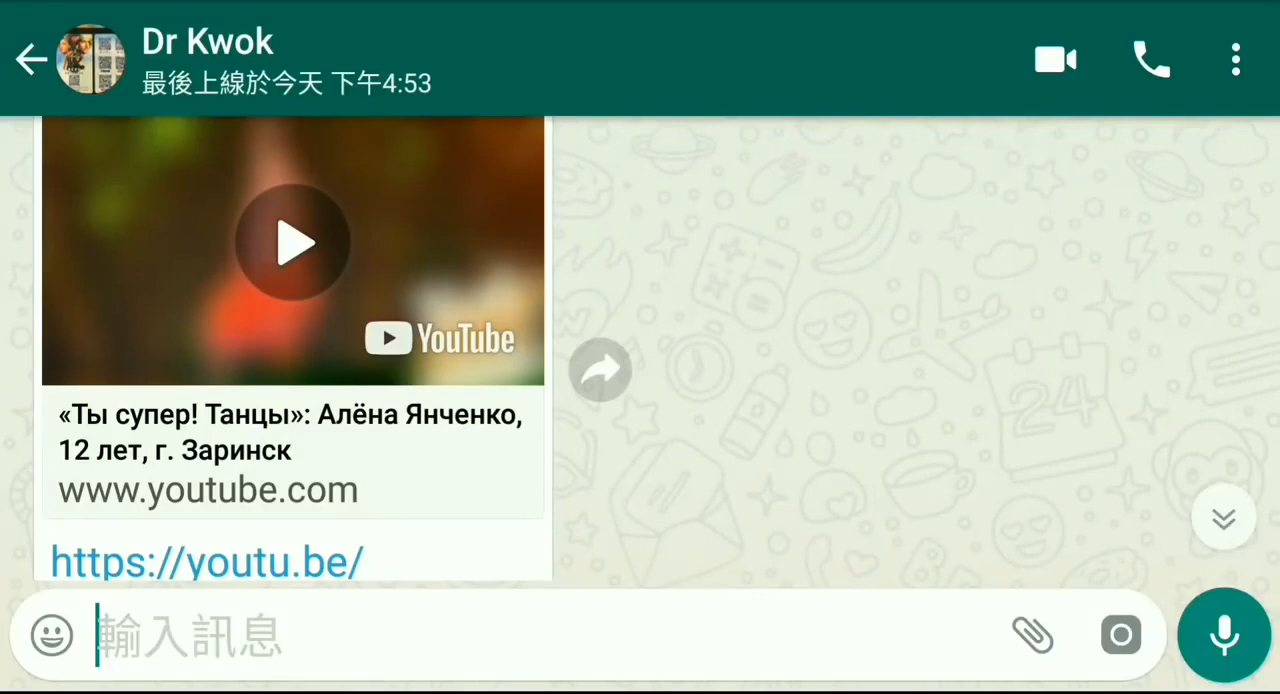 Dr Kwok
最後上線於今天 下午4:53
YouTube
«Ты супер! Танцы»: Алёна Янченко,
12 лет, г. Заринск
www.youtube.com
https://youtu.be/
輸入訊息
24